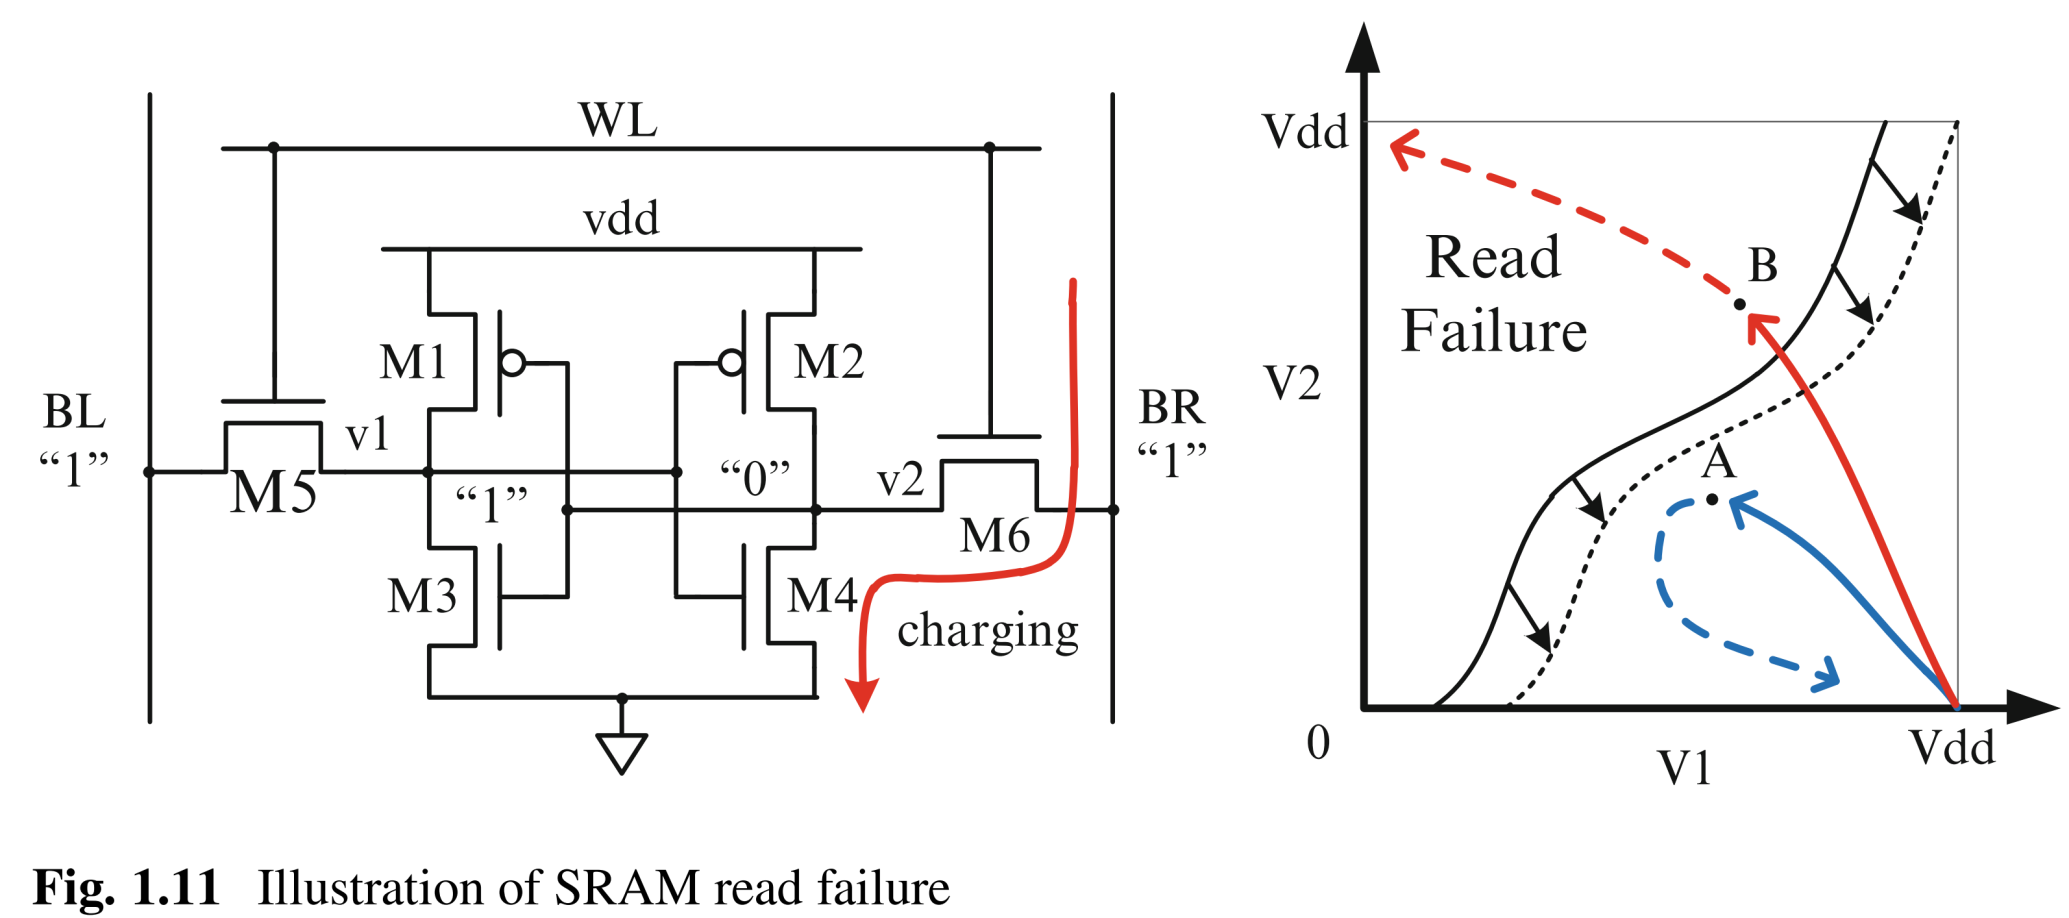 WL
vdd
M1
M2
BL
“1”
v1
M5
“1”
“0”
v2
M6
BR
“1”
M3
M4
charging
Vdd
Read
Failure
B
V2
A
0
V1
Vdd
Fig. 1.11 Illustration of SRAM read failure